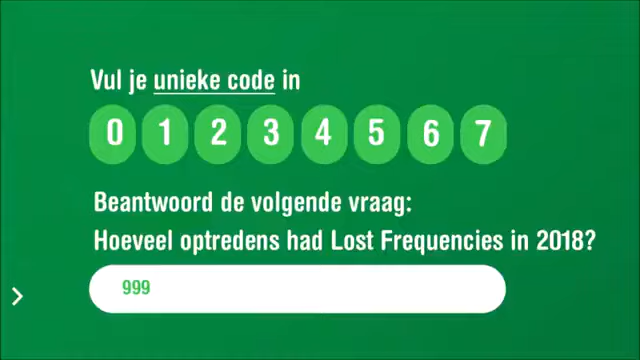 Vul je unieke code in
0 1 2 3 4 5 6 7
Beantwoord de volgende vraag:
Hoeveel optredens had Lost Frequencies in 2018?
999